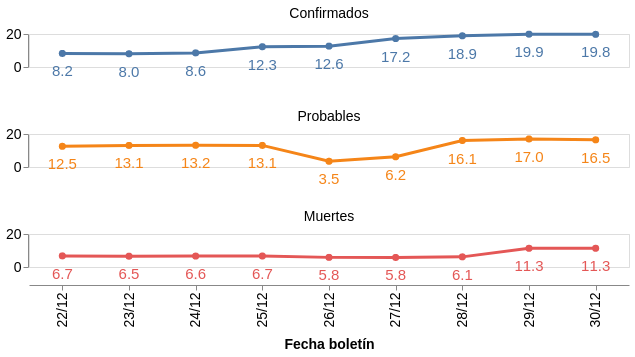 Confirmados
20
0
8.2 8.0 8.6 12.3 12.6 17.2 18.9 19.9 19.8
Probables
20
0
12.5 13.1 13.2 13.1 3.5 6.2 16.1 17.0 16.5
Muertes
20
0
6.7 6.5 6.6 6.7 5.8 5.8 6.1 11.3 11.3
22/12 23/12 24/12 25/12 26/12 27/12 28/12 29/12 30/12
Fecha boletín